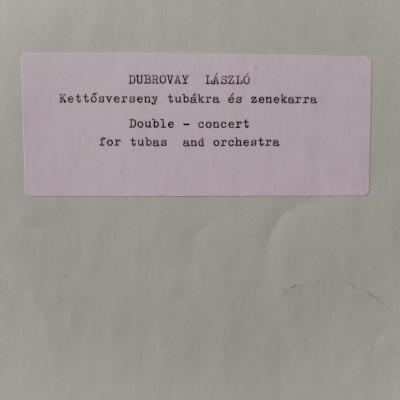 DUBROVAY LÁSZLÓ
Kettősverseny tubákra és zenekarra
Double - concert
for tubas and orchestra